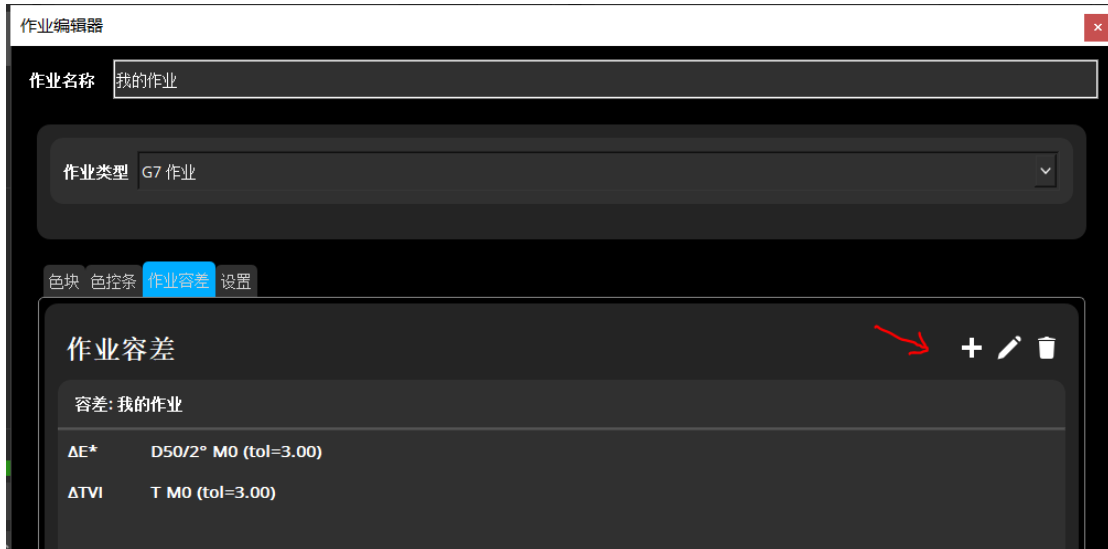 作业编辑器
作业名称 我的作业
作业类型 G7 作业
色块 色控条 作业容差 设置
作业容差
容差: 我的作业
ΔE* D50/2° M0 (tol=3.00)
ΔTVI T M0 (tol=3.00)